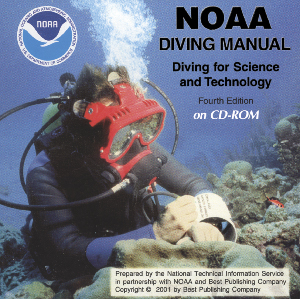 NOAA
NOAA
DIVING MANUAL
Diving for Science
and Technology
Fourth Edition
on CD-ROM
Prepared by the National Technical Information Service
in partnership with NOAA and Best Publishing Company
Copyright © 2001 by Best Publishing Company